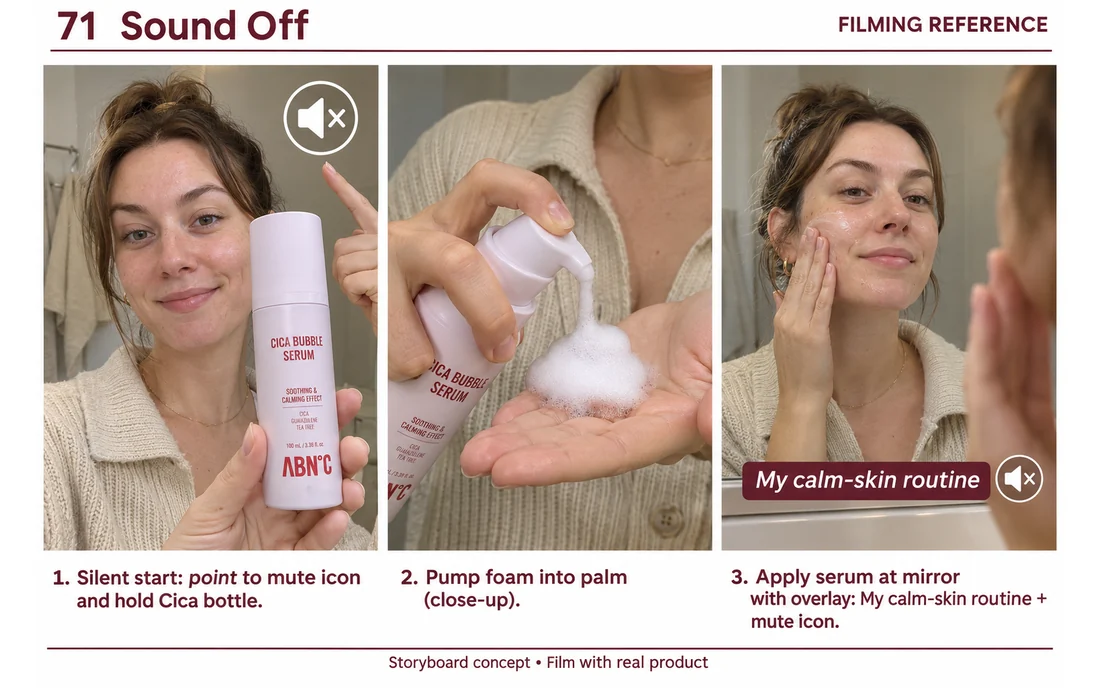 71 Sound Off
FILMING REFERENCE
CICA BUBBLE
SERUM
SOOTHING &
CALMING EFFECT
CICA
GUAIAZULENE
TEA TREE
100 mL / 3.38 fl. oz
ABN°C
CICA BUBBLE
SERUM
SOOTHING &
CALMING EFFECT
CICA
GUAIAZULENE
TEA TREE
N°C
My calm-skin routine
1. Silent start: point to mute icon
and hold Cica bottle.
2. Pump foam into palm
(close-up).
3. Apply serum at mirror
with overlay: My calm-skin routine +
mute icon.
Storyboard concept • Film with real product